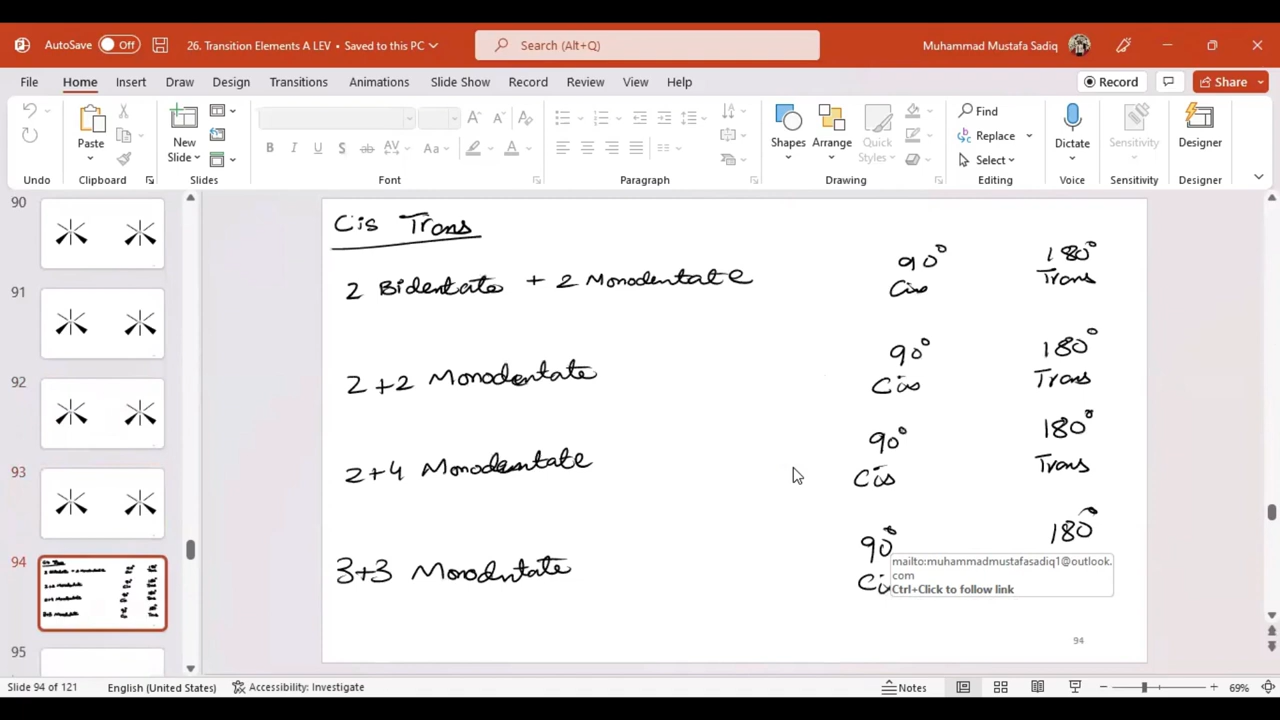 AutoSave Off 26. Transition Elements A LEV • Saved to this PC Search (Alt+Q) Muhammad Mustafa Sadiq
File Home Insert Draw Design Transitions Animations Slide Show Record Review View Help Record Share
Paste New Slide B I U S ab AV Aa A Shapes Arrange Quick Styles Find Replace Select Dictate Sensitivity Designer
Undo Clipboard Slides Font Paragraph Drawing Editing Voice Sensitivity Designer
90
91
92
93
94
95
Cis Trans
90° 180°
2 Bidentate + 2 Monodentate Cis Trans
90° 180°
2+2 Monodentate Cis Trans
90° 180°
2+4 Monodentate Cis Trans
90° 180°
3+3 Monodntate Cis
mailto:muhammadmustafasadiq1@outlook.
com
Ctrl+Click to follow link
94
Slide 94 of 121 English (United States) Accessibility: Investigate Notes 69%